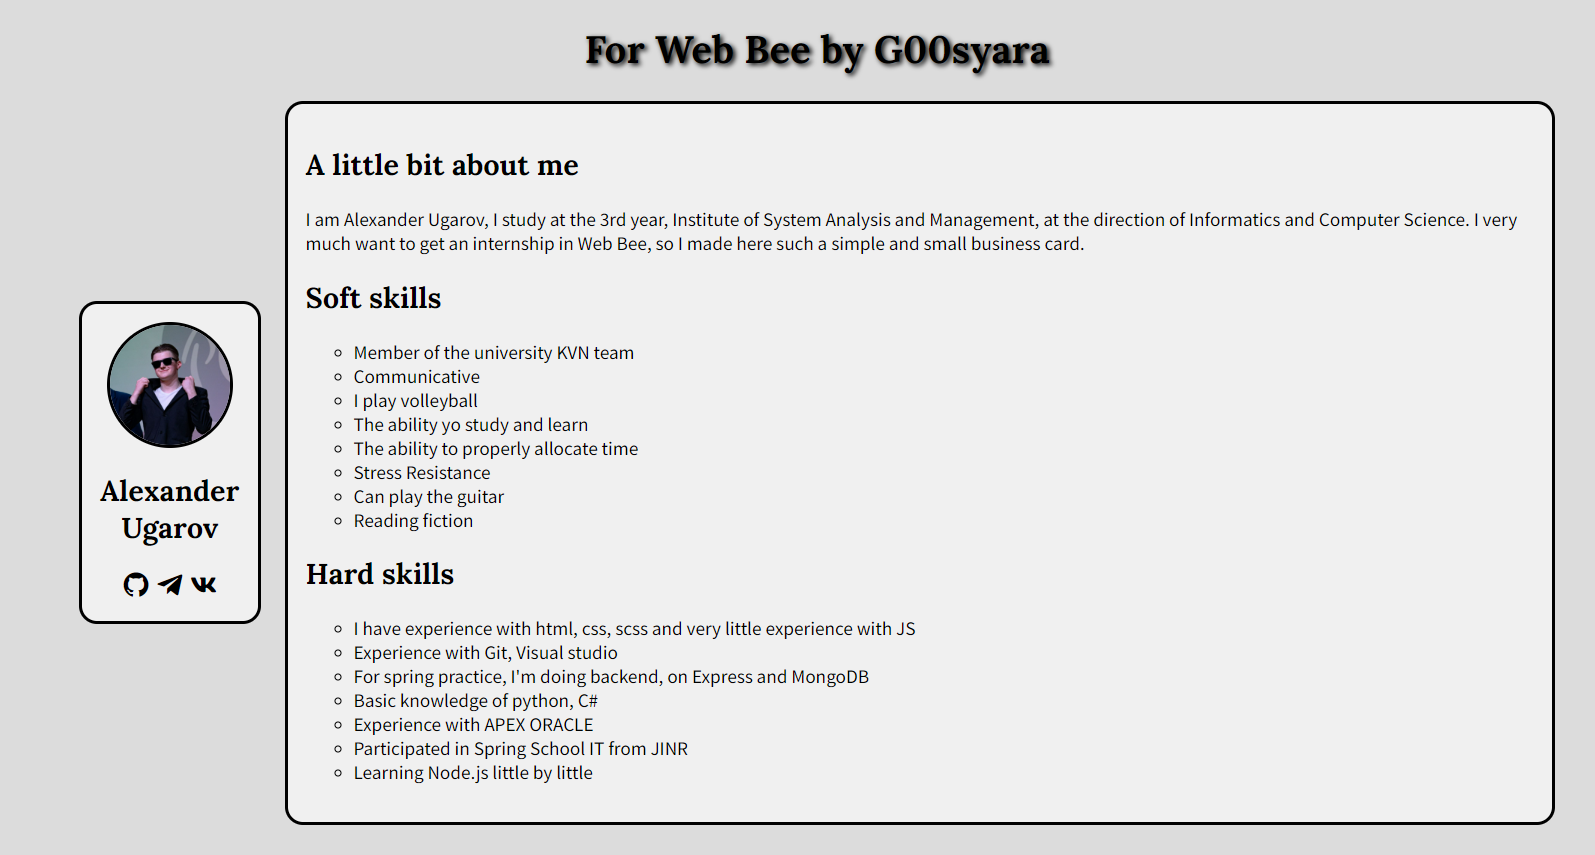 For Web Bee by G00syara
Alexander
Ugarov
A little bit about me
I am Alexander Ugarov, I study at the 3rd year, Institute of System Analysis and Management, at the direction of Informatics and Computer Science. I very
much want to get an internship in Web Bee, so I made here such a simple and small business card.
Soft skills
Member of the university KVN team
Communicative
I play volleyball
The ability yo study and learn
The ability to properly allocate time
Stress Resistance
Can play the guitar
Reading fiction
Hard skills
I have experience with html, css, scss and very little experience with JS
Experience with Git, Visual studio
For spring practice, I'm doing backend, on Express and MongoDB
Basic knowledge of python, C#
Experience with APEX ORACLE
Participated in Spring School IT from JINR
Learning Node.js little by little